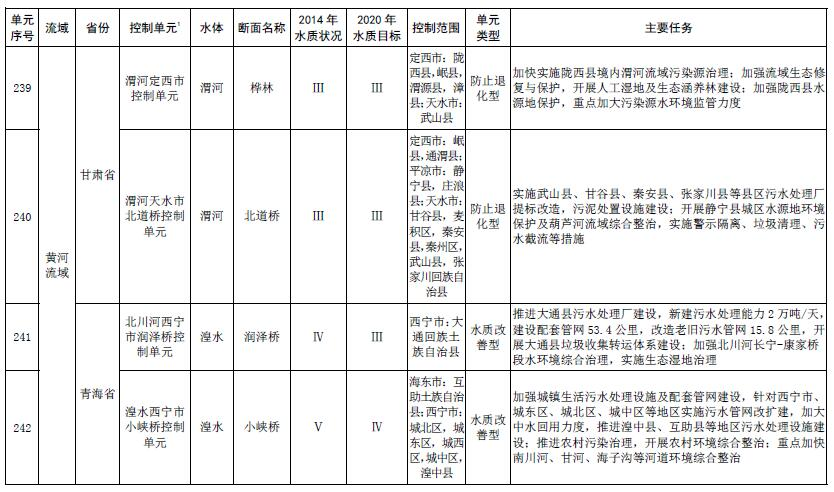 单元序号 流域 省份 控制单元¹ 水体 断面名称 2014 年水质状况 2020 年水质目标 控制范围 单元类型 主要任务
黄河流域
甘肃省
239
渭河定西市
控制单元
渭河
桦林
III
III
定西市：陇
西县，岷县，
渭源县，漳
县；天水市：
武山县
防止退
化型
加快实施陇西县境内渭河流域污染源治理；加强流域生态修
复与保护，开展人工湿地及生态涵养林建设；加强陇西县水
源地保护，重点加大污染源水环境监管力度
240
渭河天水市
北道桥控制
单元
渭河
北道桥
III
III
定西市：岷
县，通渭县；
平凉市：静
宁县，庄浪
县；天水市：
甘谷县，麦
积区，秦安
县，秦州区，
武山县，张
家川回族自
治县
防止退
化型
实施武山县、甘谷县、秦安县、张家川县等县区污水处理厂
提标改造，污泥处置设施建设；开展静宁县城区水源地环境
保护及葫芦河流域综合整治，实施警示隔离、垃圾清理、污
水截流等措施
青海省
241
北川河西宁
市润泽桥控
制单元
湟水
润泽桥
IV
III
西宁市：大
通回族土
族自治县
水质改
善型
推进大通县污水处理厂建设，新建污水处理能力 2 万吨/天，
建设配套管网 53.4 公里，改造老旧污水管网 15.8 公里，开
展大通县垃圾收集转运体系建设；加强北川河长宁-康家桥
段水环境综合治理，实施生态湿地治理
242
湟水西宁市
小峡桥控制
单元
湟水
小峡桥
V
IV
海东市：互
助土族自治
县；西宁市：
城北区，城
东区，城西
区，城中区，
湟中县
水质改
善型
加强城镇生活污水处理设施及配套管网建设，针对西宁市、
城东区、城北区、城中区等地区实施污水管网改扩建，加大
中水回用力度，推进湟中县、互助县等地区污水处理设施建
设；推进农村污染治理，开展农村环境综合整治；重点加快
南川河、甘河、海子沟等河道环境综合整治